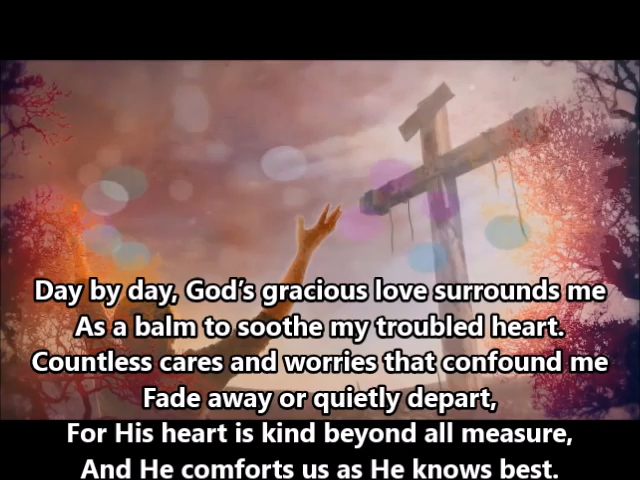 Day by day, God's gracious love surrounds me
As a balm to soothe my troubled heart.
Countless cares and worries that confound me
Fade away or quietly depart,
For His heart is kind beyond all measure,
And He comforts us as He knows best.